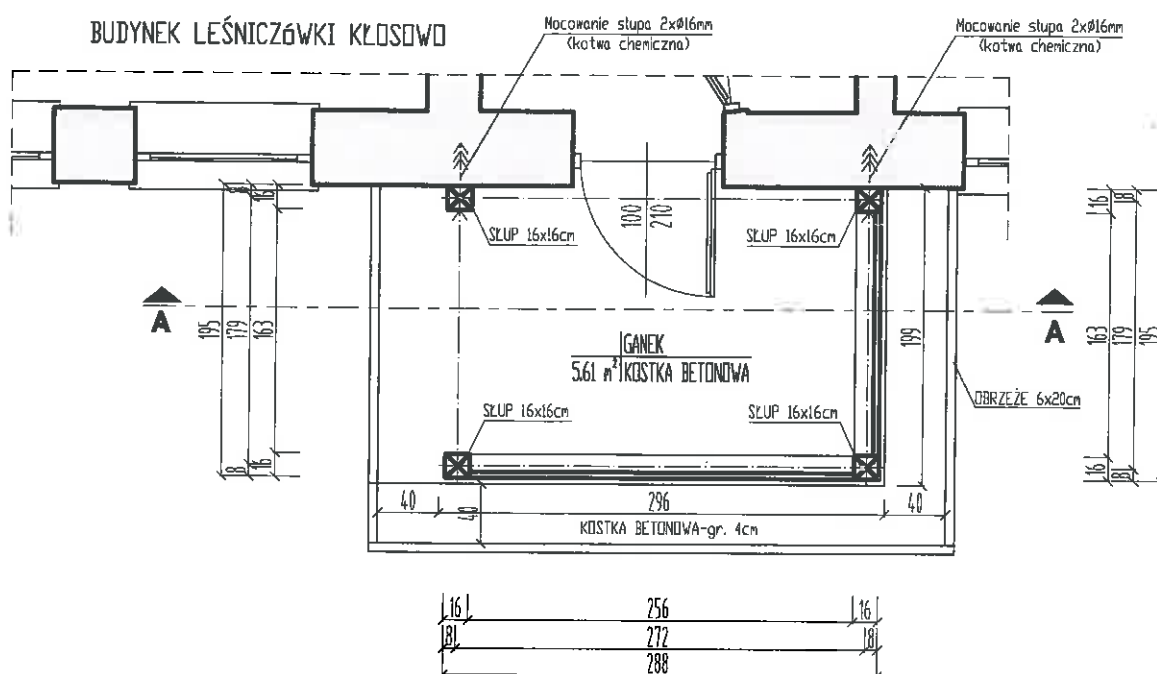 BUDYNEK LEŚNICZÓWKI KŁOSOWO
Mocowanie słupa 2xø16mm
(kotwa chemiczna)
Mocowanie słupa 2xø16mm
(kotwa chemiczna)
SŁUP 16x16cm
100
210
SŁUP 16x16cm
8
16
195
179
163
8
16
A
A
GANEK
5.61 m² KOSTKA BETONOWA
199
16
8
163
179
195
16
8
OBRZEŻE 6x20cm
SŁUP 16x16cm
SŁUP 16x16cm
40
296
40
40
KOSTKA BETONOWA-gr. 4cm
16
256
16
8
272
8
288